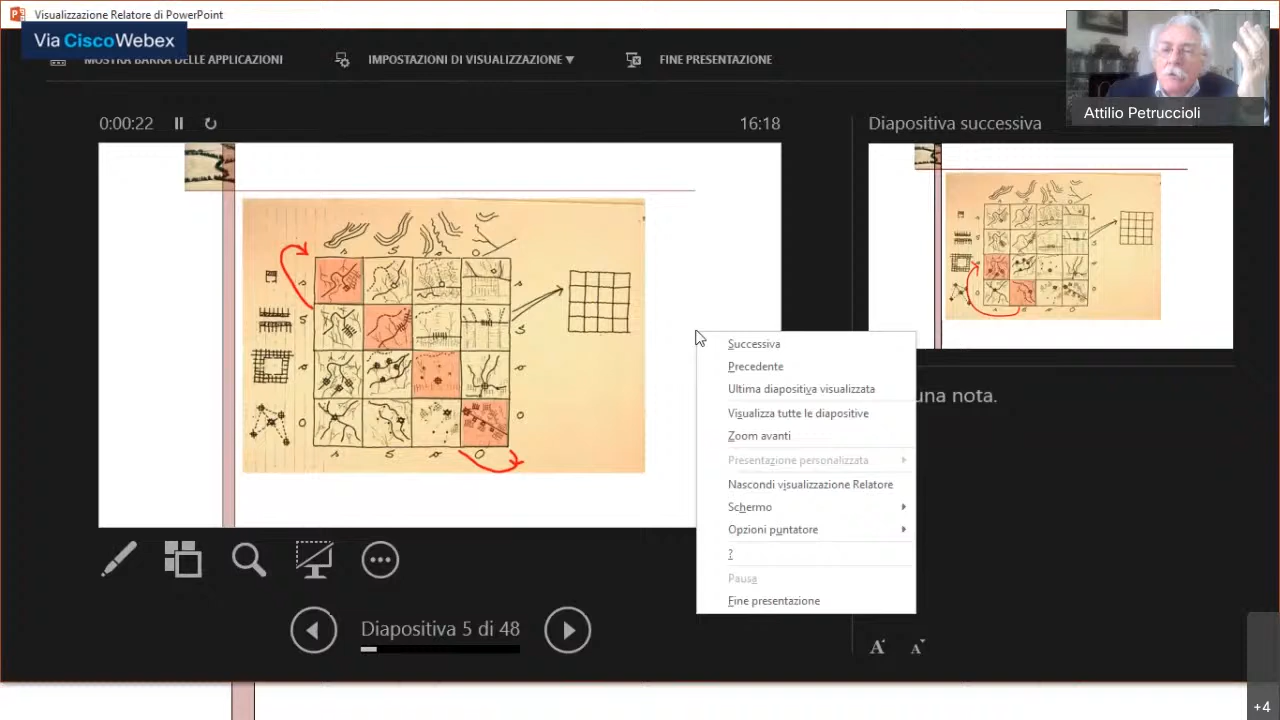 Visualizzazione Relatore di PowerPoint
Via CiscoWebex
MOSTRA BARRA DELLE APPLICAZIONI
IMPOSTAZIONI DI VISUALIZZAZIONE ▼
FINE PRESENTAZIONE
Attilio Petruccioli
0:00:22
16:18
Diapositiva successiva
Successiva
Precedente
Ultima diapositiva visualizzata
Visualizza tutte le diapositive
Zoom avanti
Presentazione personalizzata
Nascondi visualizzazione Relatore
Schermo
Opzioni puntatore
?
Pausa
Fine presentazione
una nota.
Diapositiva 5 di 48
A A
+4